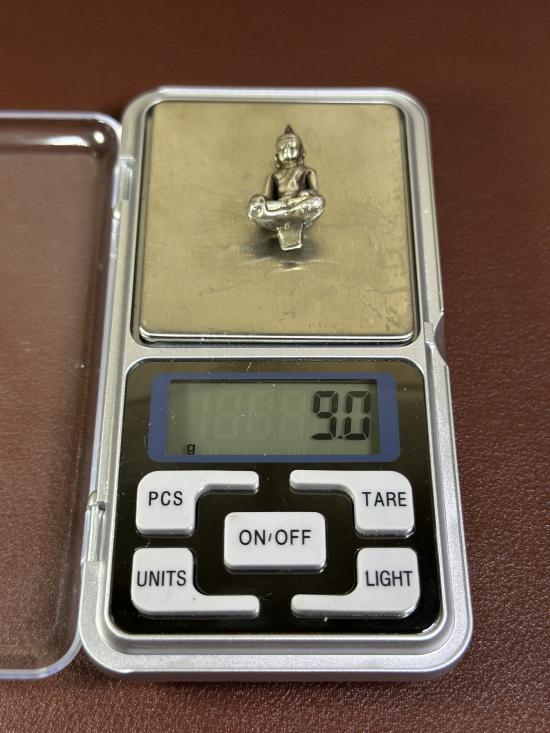 9.0
g
PCS
TARE
ON/OFF
UNITS
LIGHT